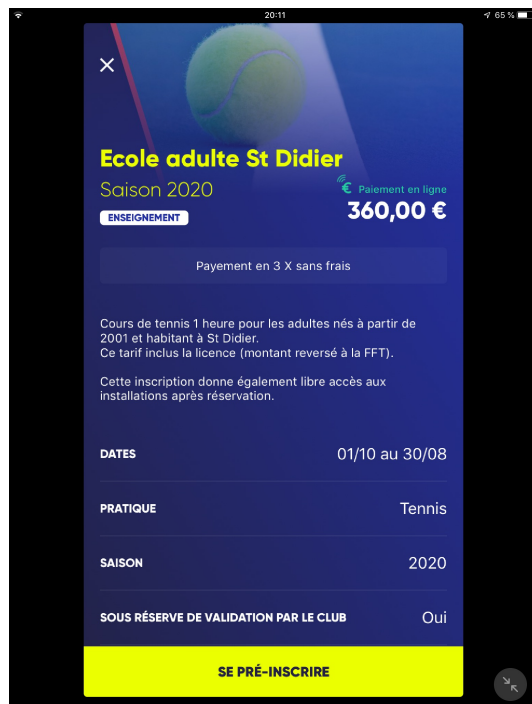 20:11
65 %
Ecole adulte St Didier
Saison 2020
Paiement en ligne
ENSEIGNEMENT
360,00 €
Payement en 3 X sans frais
Cours de tennis 1 heure pour les adultes nés à partir de
2001 et habitant à St Didier.
Ce tarif inclus la licence (montant reversé à la FFT).
Cette inscription donne également libre accès aux
installations après réservation.
DATES 01/10 au 30/08
PRATIQUE Tennis
SAISON 2020
SOUS RÉSERVE DE VALIDATION PAR LE CLUB Oui
SE PRÉ-INSCRIRE